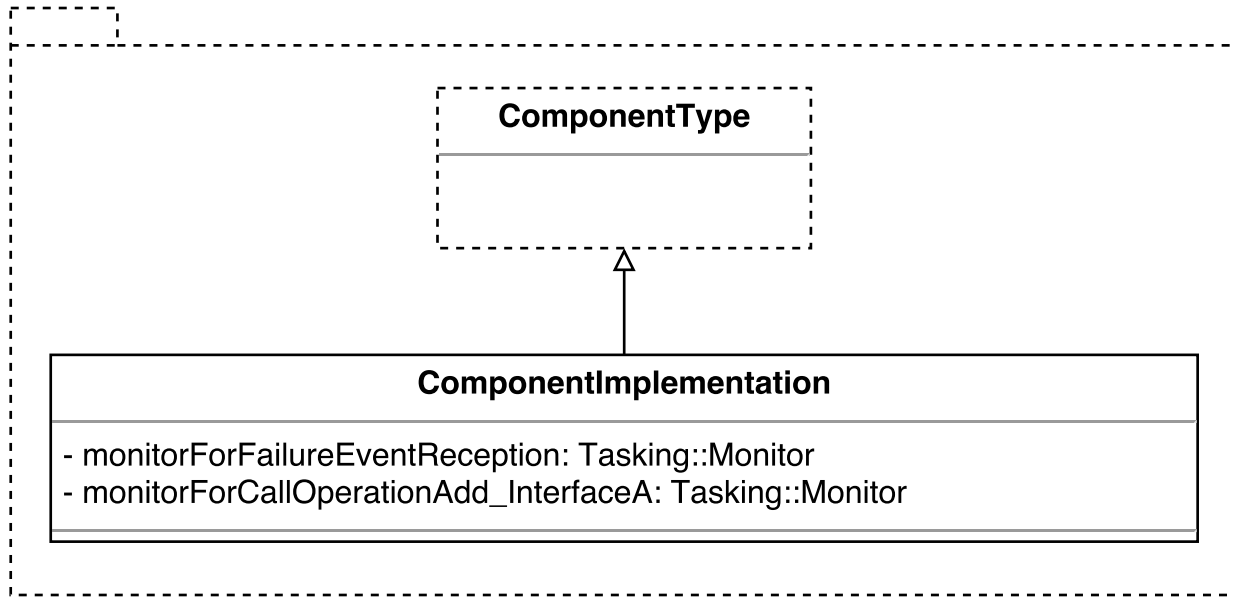 ComponentType
ComponentImplementation
- monitorForFailureEventReception: Tasking::Monitor
- monitorForCallOperationAdd_InterfaceA: Tasking::Monitor